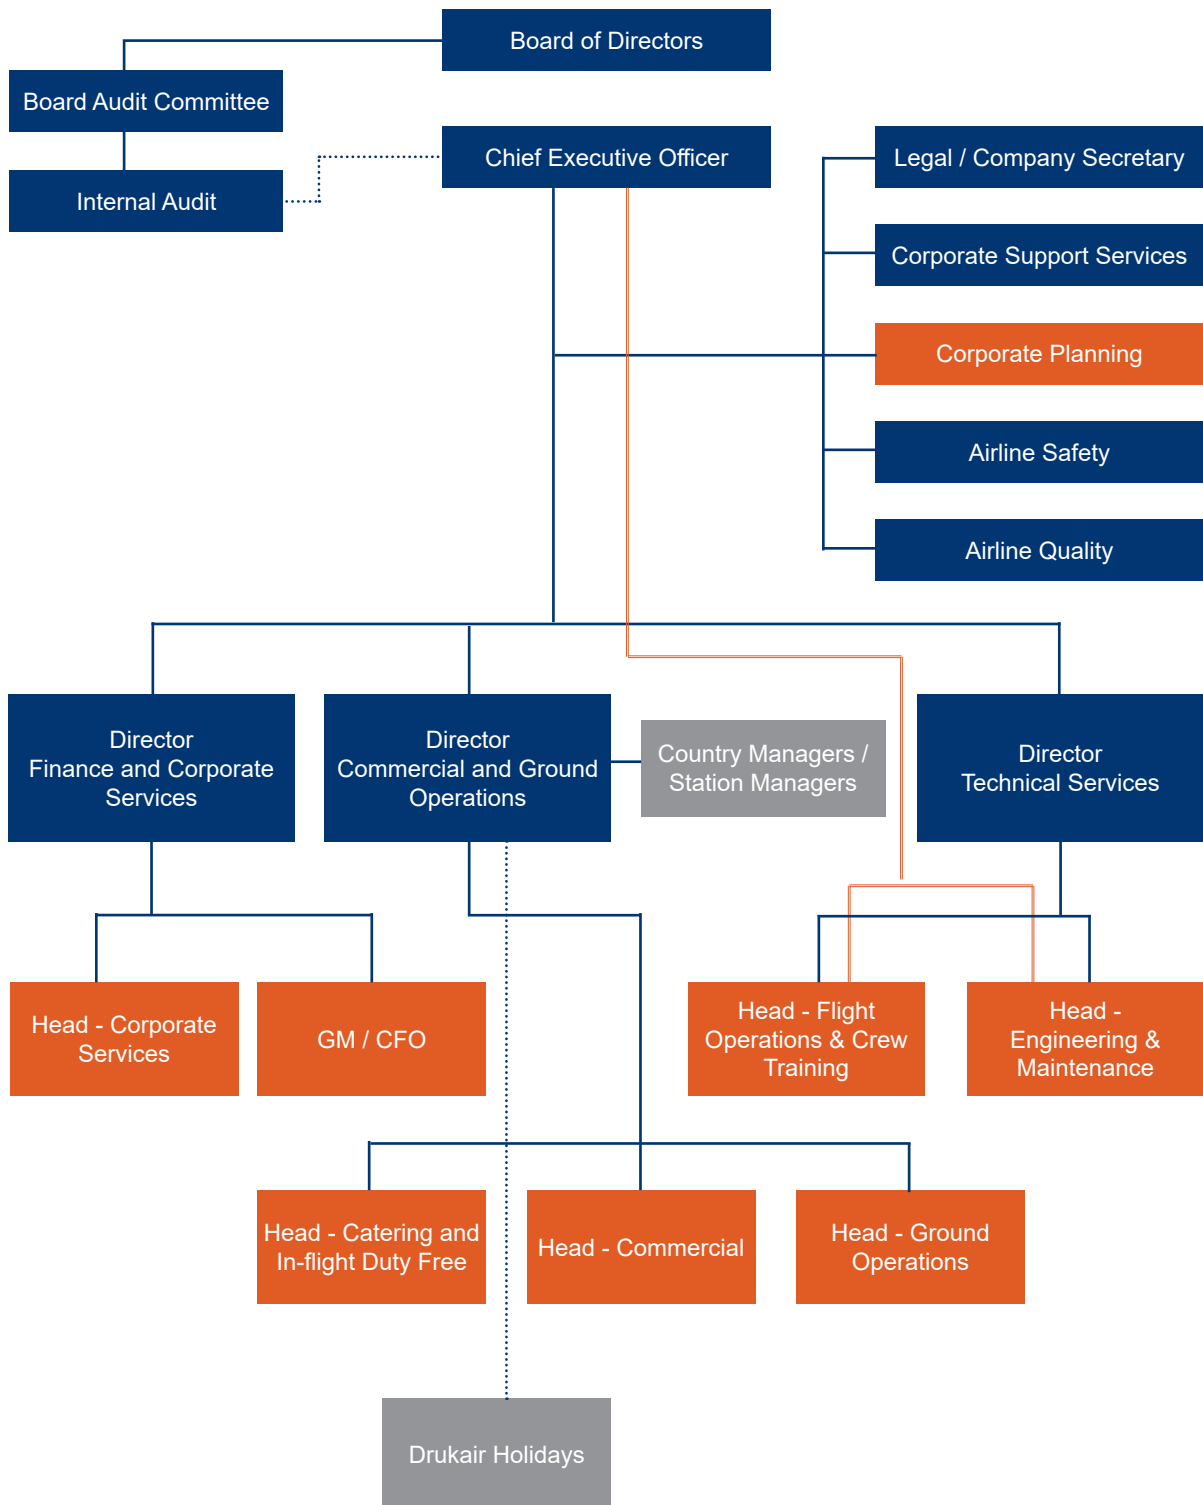 Board of Directors
Board Audit Committee
Chief Executive Officer
Legal / Company Secretary
Internal Audit
Corporate Support Services
Corporate Planning
Airline Safety
Airline Quality
Director
Finance and Corporate
Services
Director
Commercial and Ground
Operations
Country Managers /
Station Managers
Director
Technical Services
Head - Corporate
Services
GM / CFO
Head - Flight
Operations & Crew
Training
Head -
Engineering &
Maintenance
Head - Catering and
In-flight Duty Free
Head - Commercial
Head - Ground
Operations
Drukair Holidays